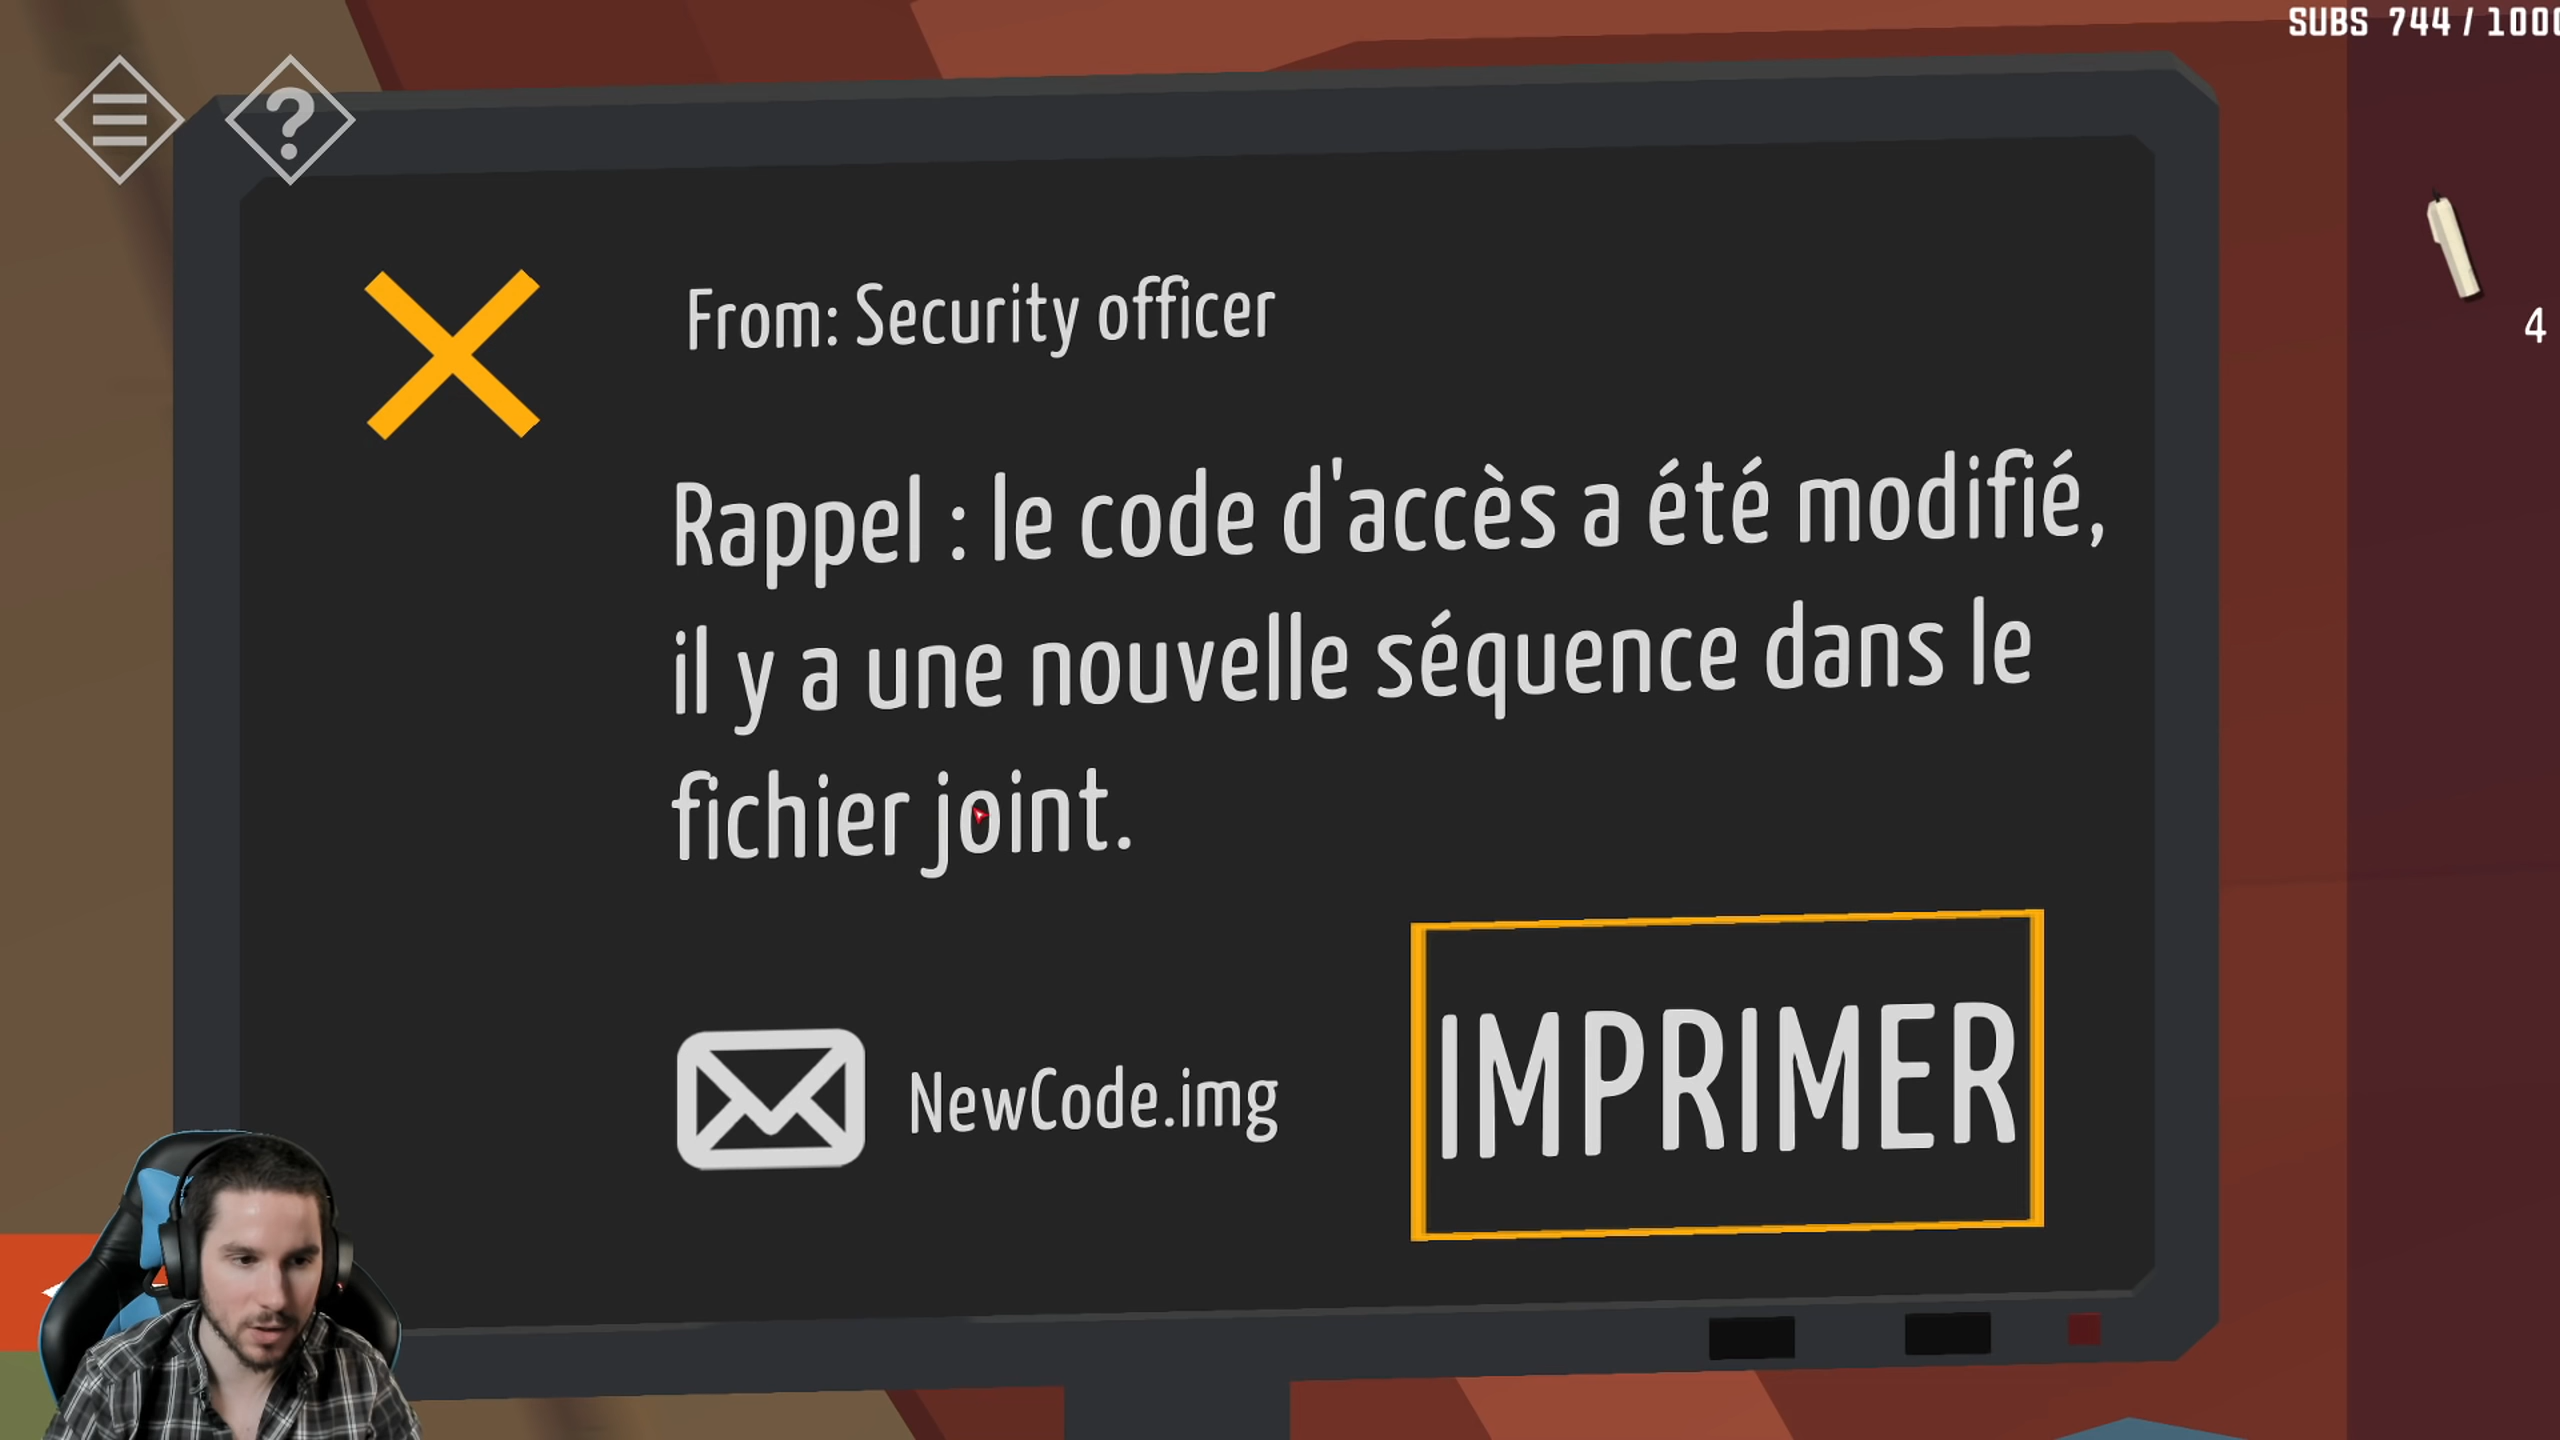 SUBS 744 / 1000
?
From: Security officer
4
Rappel : le code d'accès a été modifié,
il y a une nouvelle séquence dans le
fichier joint.
NewCode.img
IMPRIMER